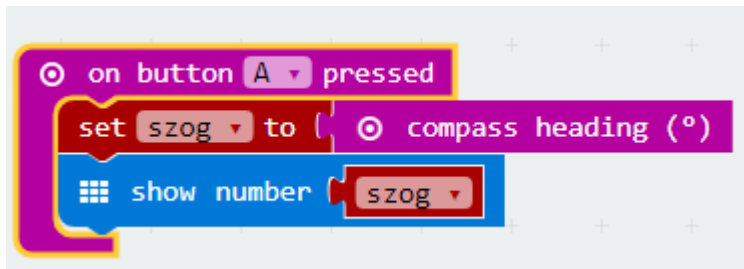 on button A pressed
set szog to compass heading (º)
show number szog